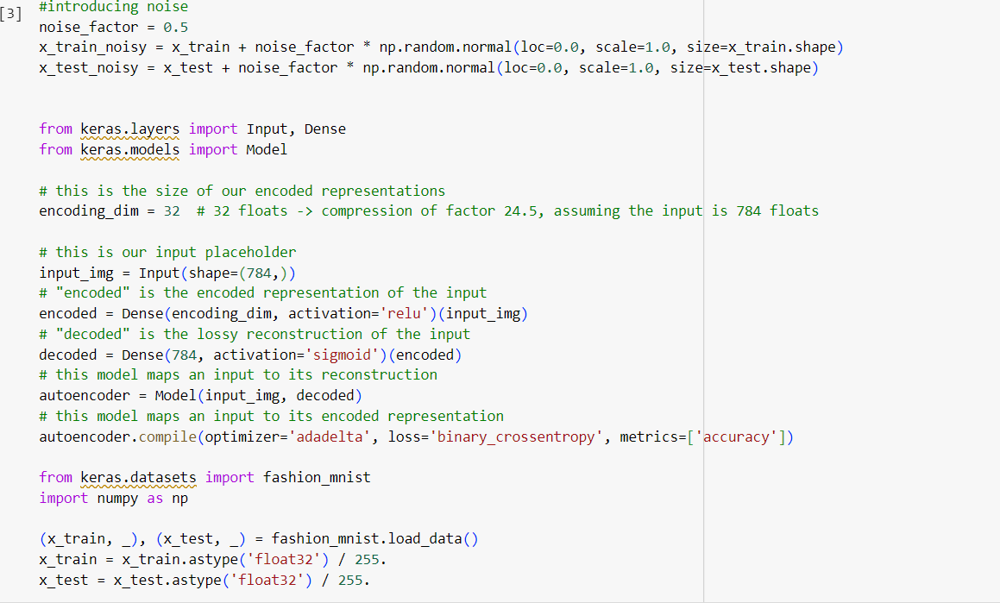 [3]
#introducing noise
noise_factor = 0.5
x_train_noisy = x_train + noise_factor * np.random.normal(loc=0.0, scale=1.0, size=x_train.shape)
x_test_noisy = x_test + noise_factor * np.random.normal(loc=0.0, scale=1.0, size=x_test.shape)
from keras.layers import Input, Dense
from keras.models import Model
# this is the size of our encoded representations
encoding_dim = 32  # 32 floats -> compression of factor 24.5, assuming the input is 784 floats
# this is our input placeholder
input_img = Input(shape=(784,))
# "encoded" is the encoded representation of the input
encoded = Dense(encoding_dim, activation='relu')(input_img)
# "decoded" is the lossy reconstruction of the input
decoded = Dense(784, activation='sigmoid')(encoded)
# this model maps an input to its reconstruction
autoencoder = Model(input_img, decoded)
# this model maps an input to its encoded representation
autoencoder.compile(optimizer='adadelta', loss='binary_crossentropy', metrics=['accuracy'])
from keras.datasets import fashion_mnist
import numpy as np
(x_train, _), (x_test, _) = fashion_mnist.load_data()
x_train = x_train.astype('float32') / 255.
x_test = x_test.astype('float32') / 255.